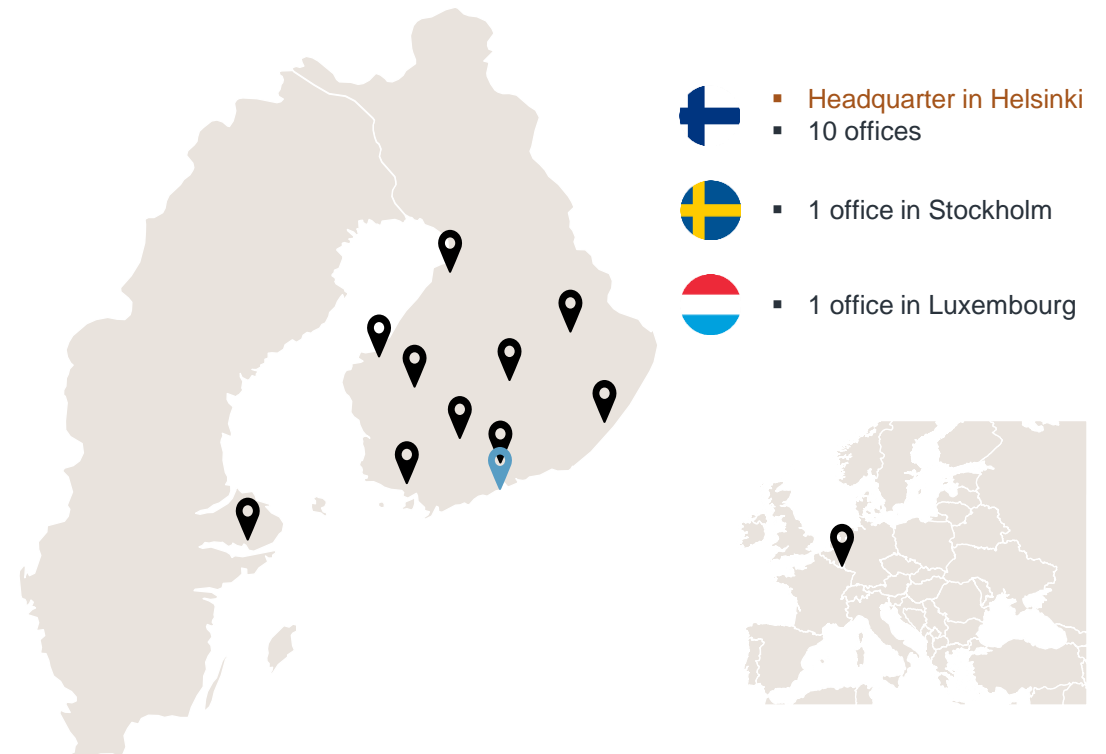 ▪ Headquarter in Helsinki
▪ 10 offices
▪ 1 office in Stockholm
▪ 1 office in Luxembourg